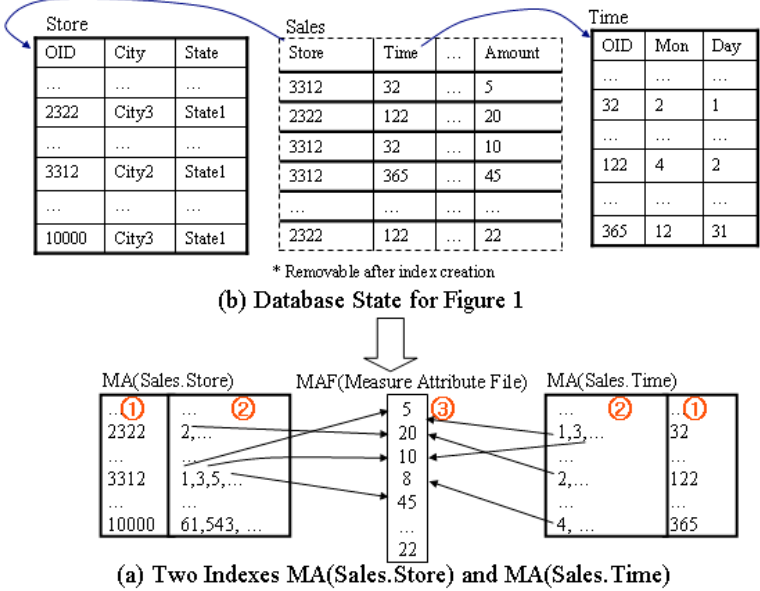 Store
OID City State
... ... ...
2322 City3 State1
... ... ...
3312 City2 State1
... ... ...
10000 City3 State1
Sales
Store Time ... Amount
3312 32 ... 5
2322 122 ... 20
3312 32 ... 10
3312 365 ... 45
... ... ... ...
2322 122 ... 22
Time
OID Mon Day
... ... ...
32 2 1
... ... ...
122 4 2
... ... ...
365 12 31
* Removable after index creation
(b) Database State for Figure 1
MA(Sales.Store)
... ① ... ②
2322 2,...
... ...
3312 1,3,5,...
... ...
10000 61,543, ...
MAF(Measure Attribute File)
5 ③
20
10
8
45
...
22
MA(Sales.Time)
... ② ... ①
1,3,... 32
... ...
2,... 122
... ...
4, ... 365
(a) Two Indexes MA(Sales.Store) and MA(Sales.Time)